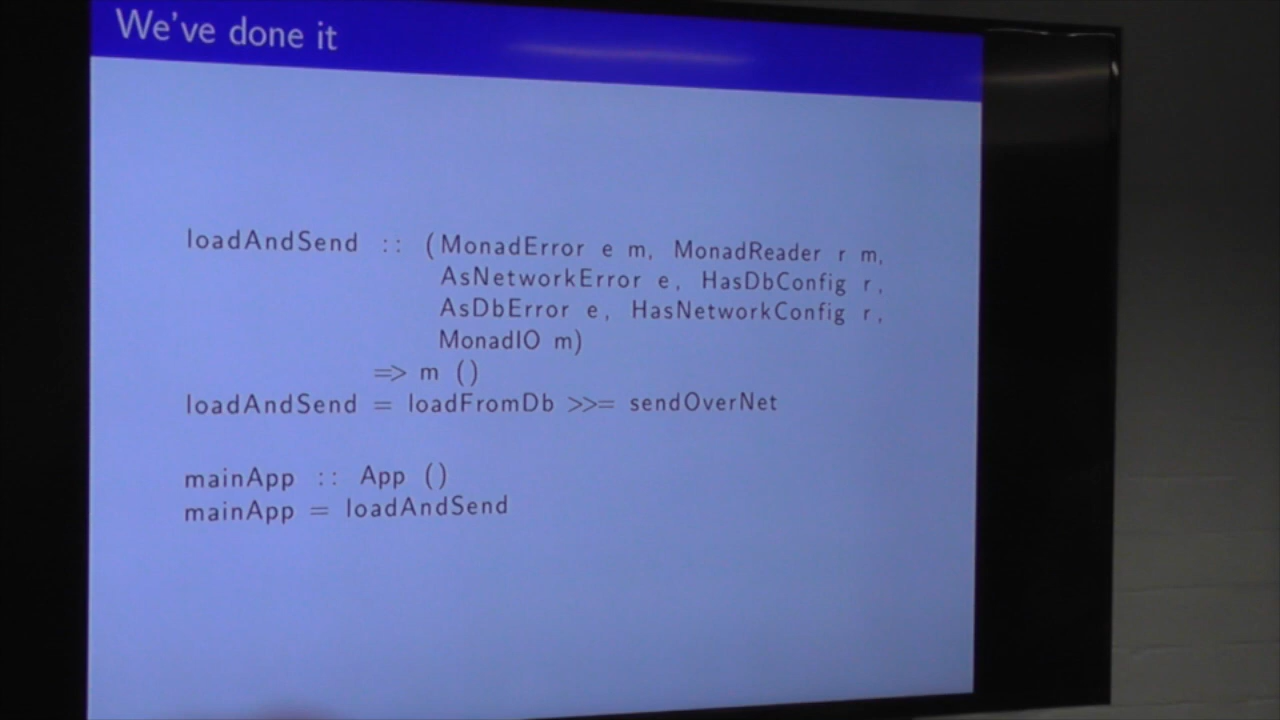 We've done it
loadAndSend :: (MonadError e m, MonadReader r m,
AsNetworkError e, HasDbConfig r,
AsDbError e, HasNetworkConfig r,
MonadIO m)
=> m ()
loadAndSend = loadFromDb >>= sendOverNet
mainApp :: App ()
mainApp = loadAndSend